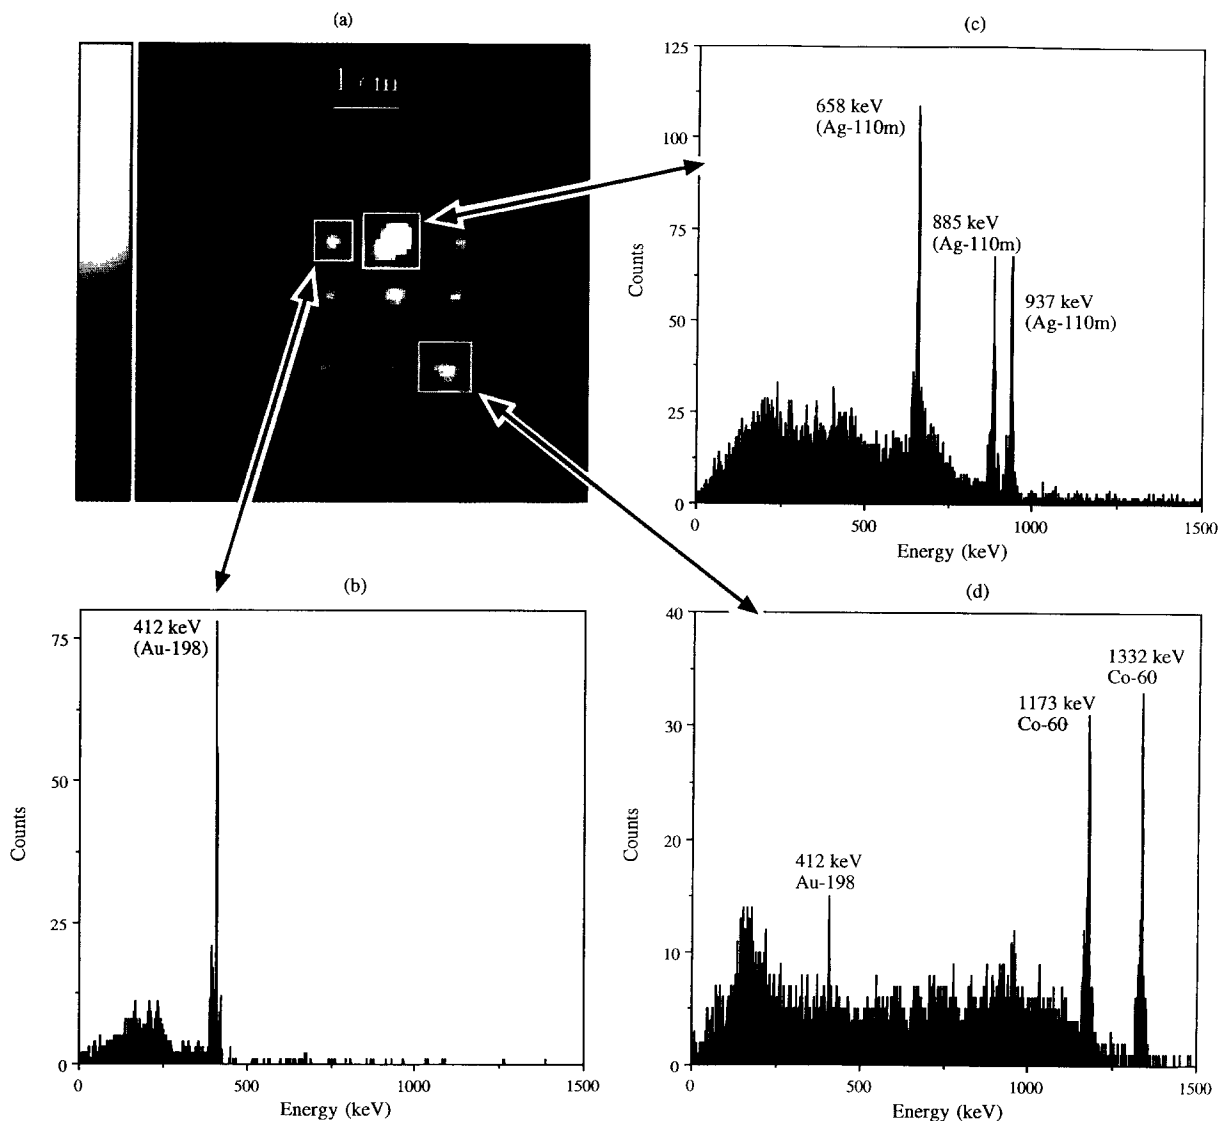 (a)
1 cm
(c)
125
100
75
50
25
0
Counts
658 keV
(Ag-110m)
885 keV
(Ag-110m)
937 keV
(Ag-110m)
0
500
1000
1500
Energy (keV)
(b)
75
50
25
0
Counts
412 keV
(Au-198)
0
500
1000
1500
Energy (keV)
(d)
40
30
20
10
0
Counts
412 keV
Au-198
1173 keV
Co-60
1332 keV
Co-60
0
500
1000
1500
Energy (keV)